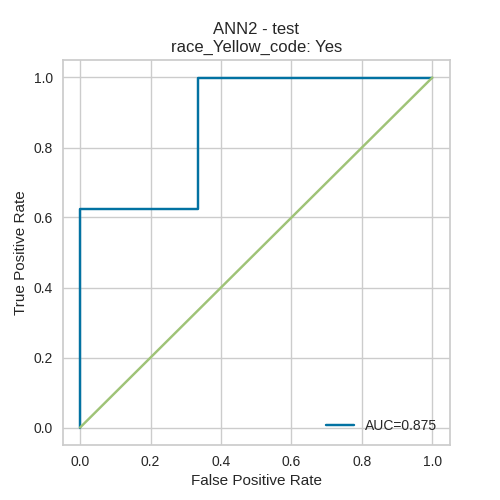 ANN2 - test
race_Yellow_code: Yes
1.0
0.8
0.6
0.4
0.2
0.0
True Positive Rate
AUC=0.875
0.0 0.2 0.4 0.6 0.8 1.0
False Positive Rate